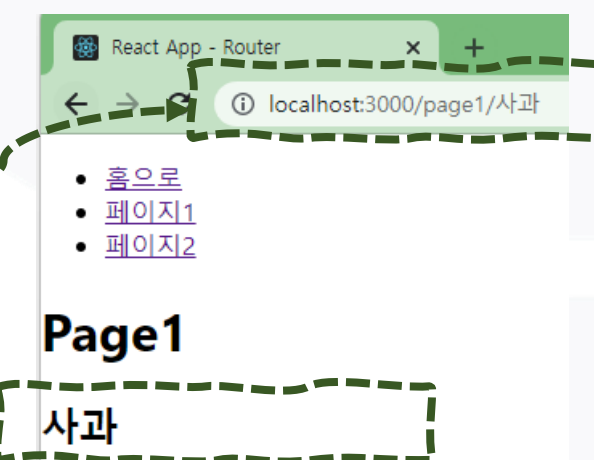 React App - Router
localhost:3000/page1/사과
홈으로
페이지1
페이지2
Page1
사과